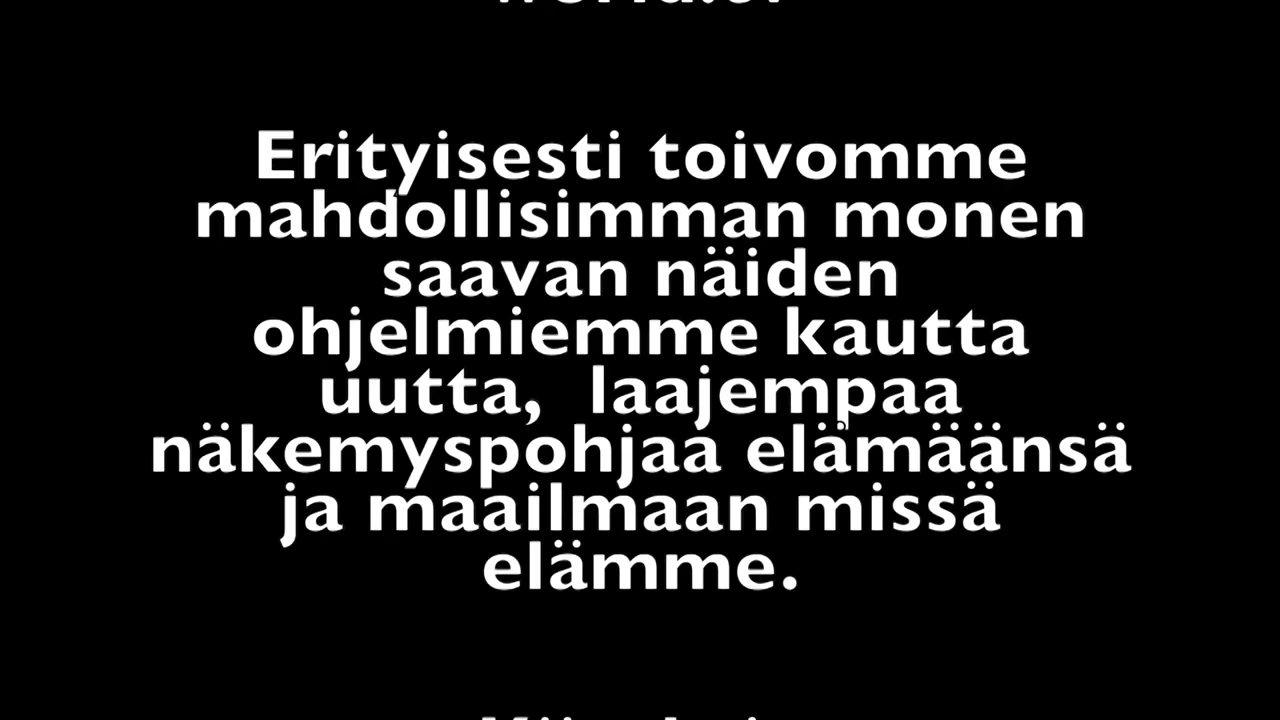 Erityisesti toivomme
mahdollisimman monen
saavan näiden
ohjelmiemme kautta
uutta, laajempaa
näkemyspohjaa elämäänsä
ja maailmaan missä
elämme.